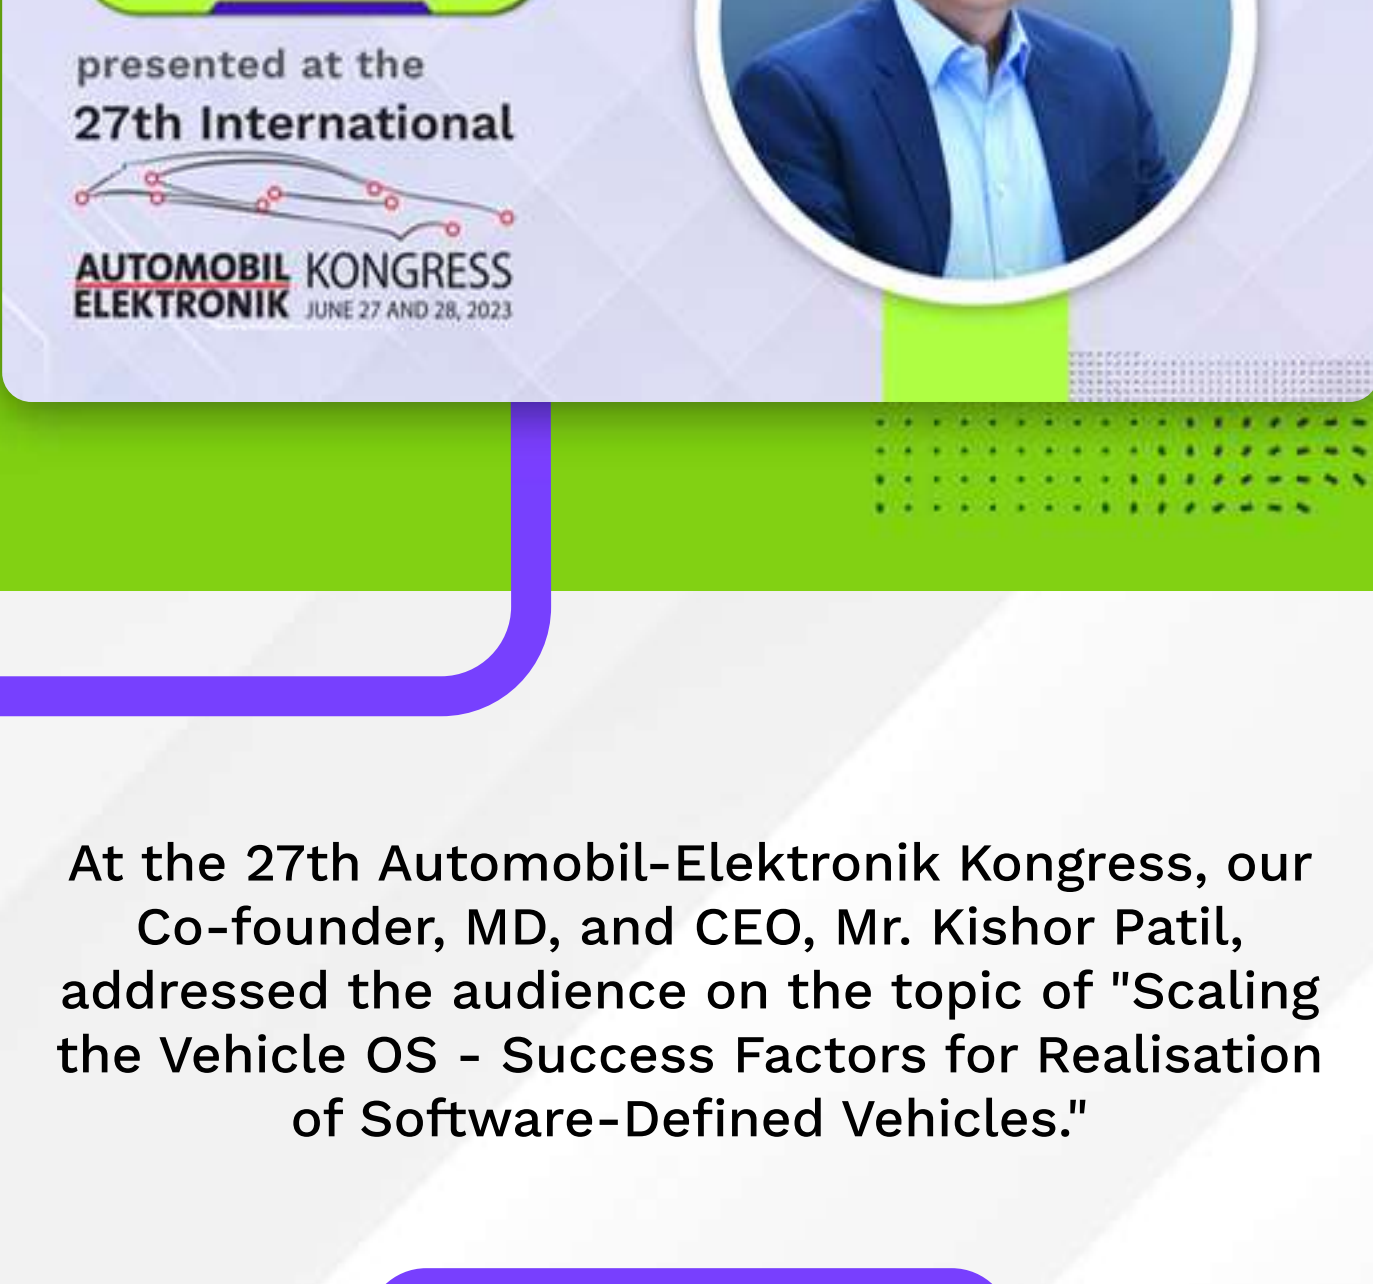 presented at the
27th International
AUTOMOBIL KONGRESS
ELEKTRONIK JUNE 27 AND 28, 2023
At the 27th Automobil-Elektronik Kongress, our
Co-founder, MD, and CEO, Mr. Kishor Patil,
addressed the audience on the topic of "Scaling
the Vehicle OS - Success Factors for Realisation
of Software-Defined Vehicles."